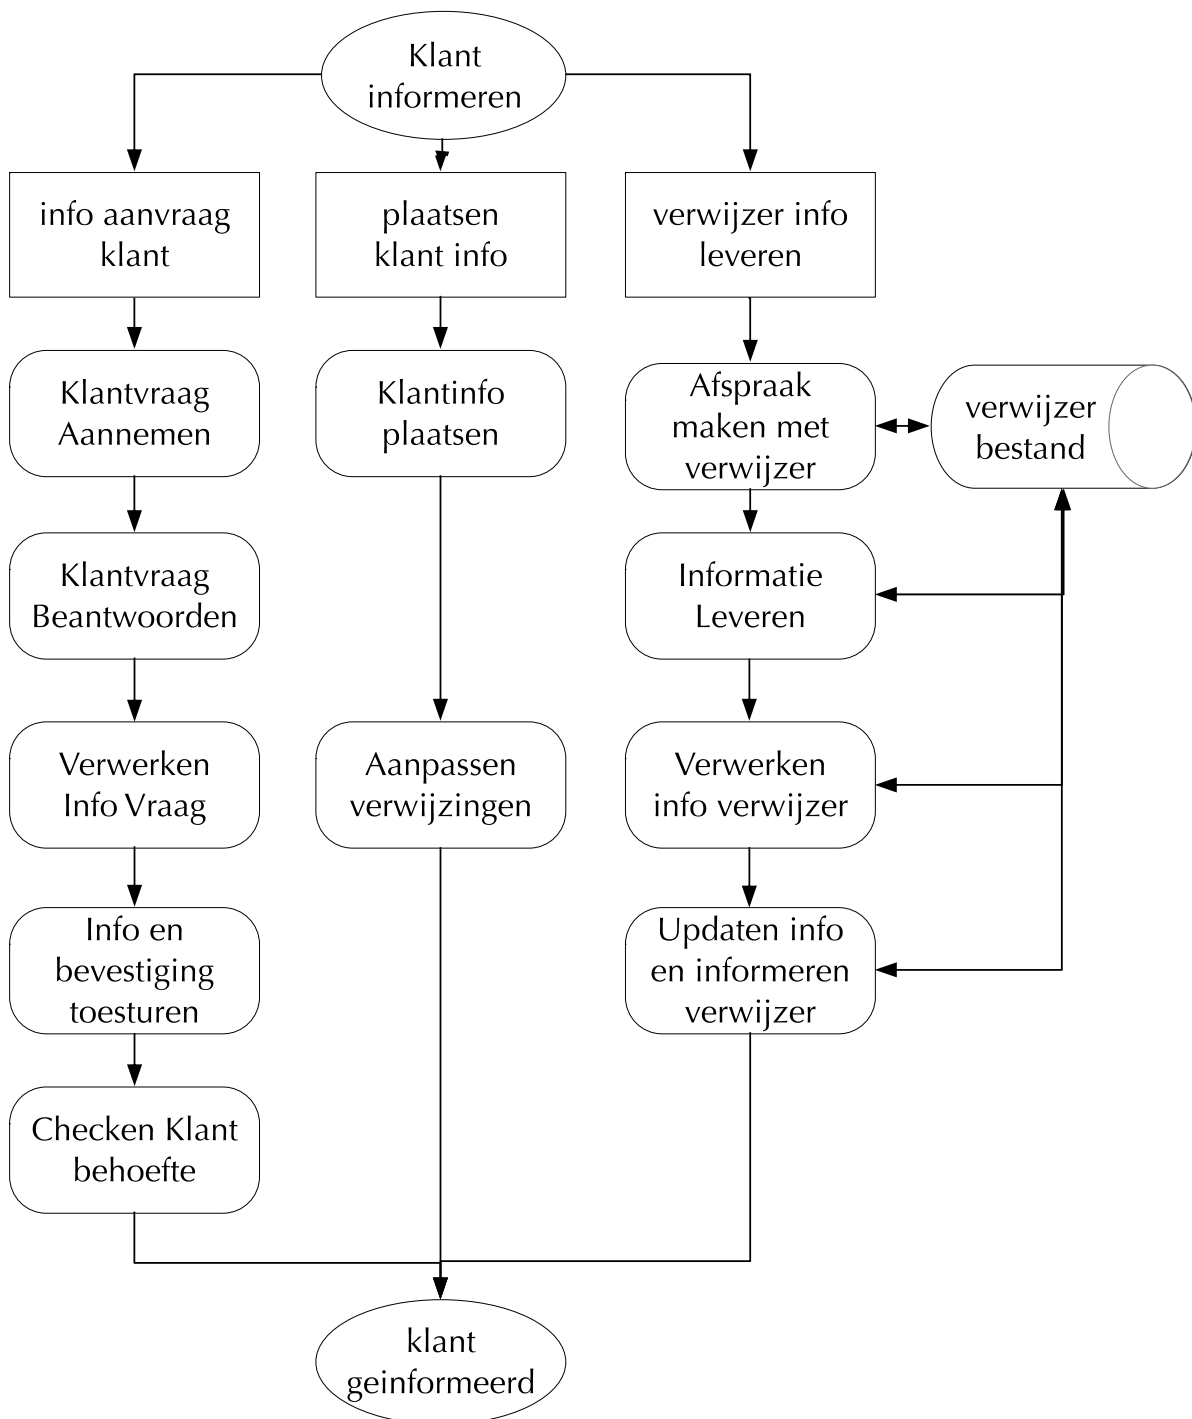 Klant
informeren
info aanvraag
klant
plaatsen
klant info
verwijzer info
leveren
Klantvraag
Aannemen
Klantinfo
plaatsen
Afspraak
maken met
verwijzer
verwijzer
bestand
Klantvraag
Beantwoorden
Informatie
Leveren
Verwerken
Info Vraag
Aanpassen
verwijzingen
Verwerken
info verwijzer
Info en
bevestiging
toesturen
Updaten info
en informeren
verwijzer
Checken Klant
behoefte
klant
geinformeerd